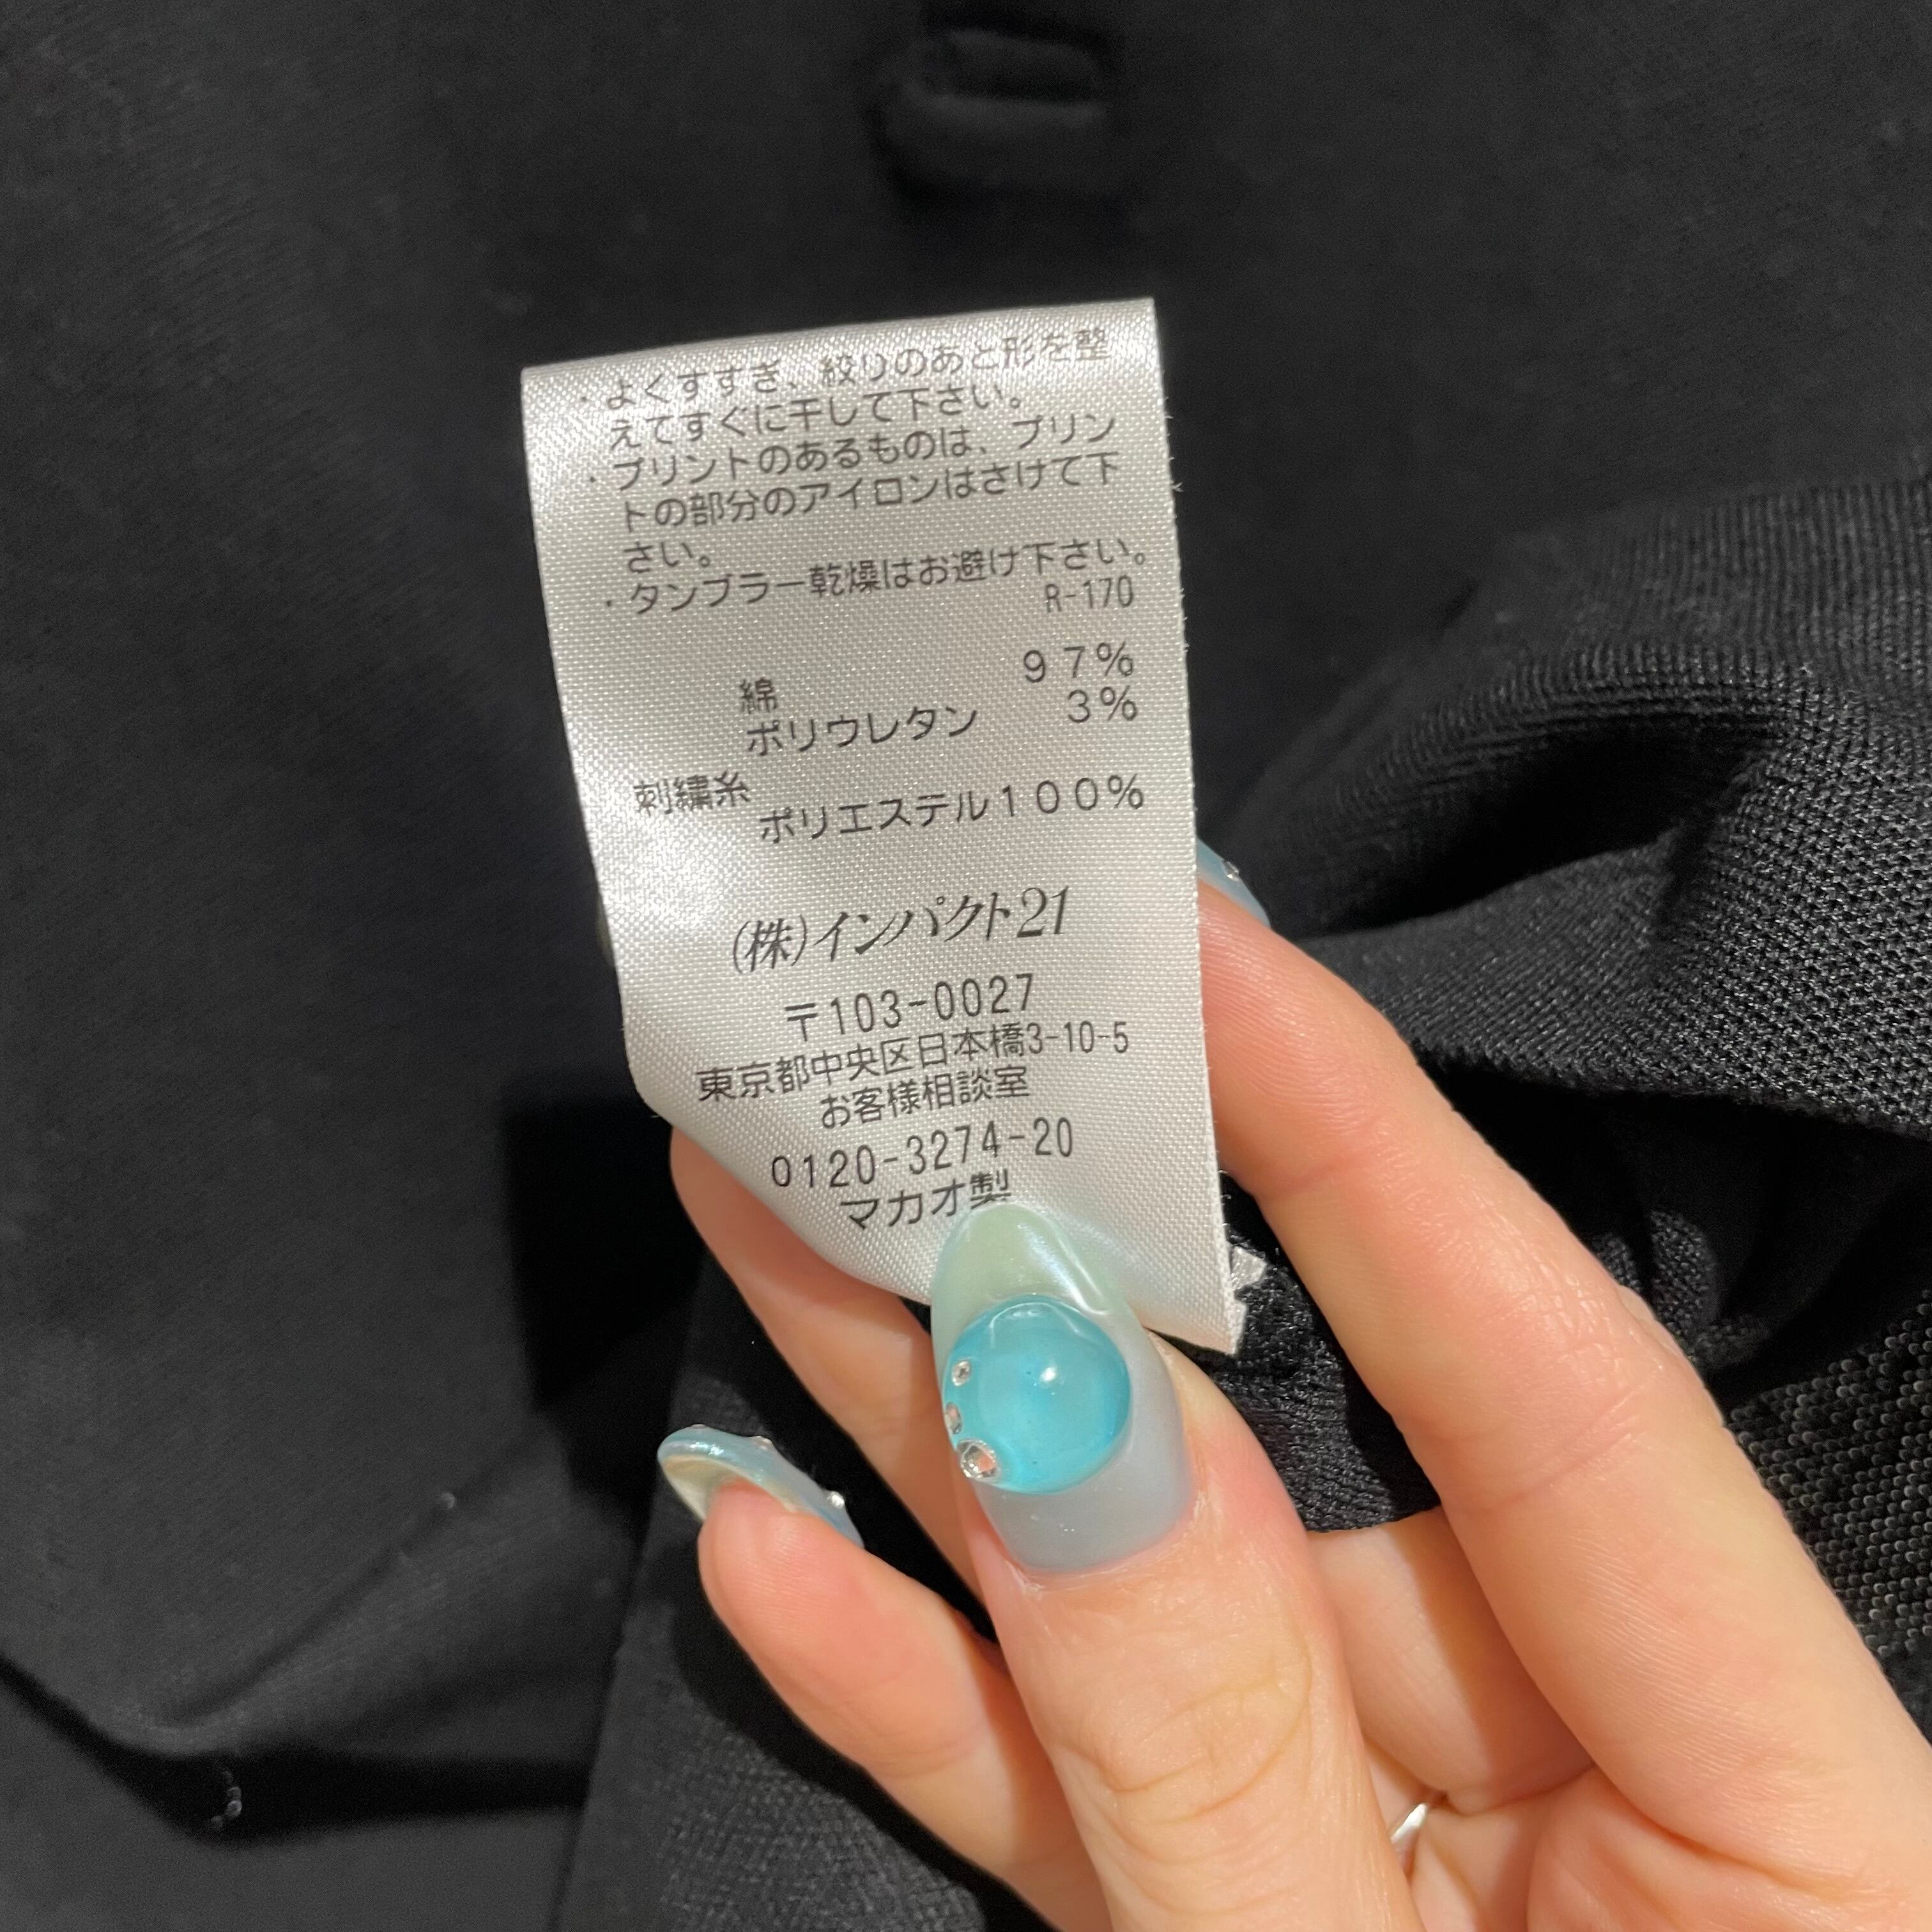 ・よくすすぎ、絞りのあと形を整
えてすぐに干して下さい。
・プリントのあるものは、プリン
トの部分のアイロンはさけて下
さい。
・タンブラー乾燥はお避け下さい。
R-170
綿 97%
ポリウレタン 3%
刺繍糸
ポリエステル100%
(株)インパクト21
〒103-0027
東京都中央区日本橋3-10-5
お客様相談室
0120-3274-20
マカオ製